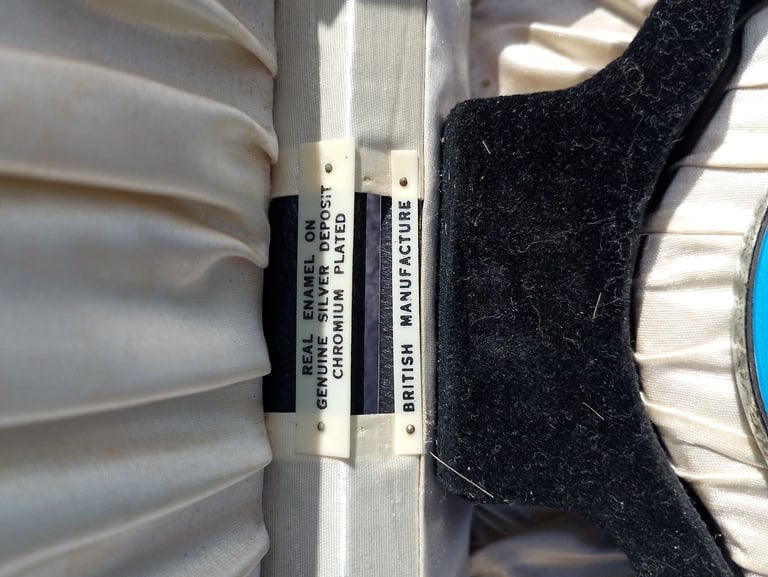 REAL ENAMEL ON
GENUINE SILVER DEPOSIT
CHROMIUM PLATED
BRITISH MANUFACTURE